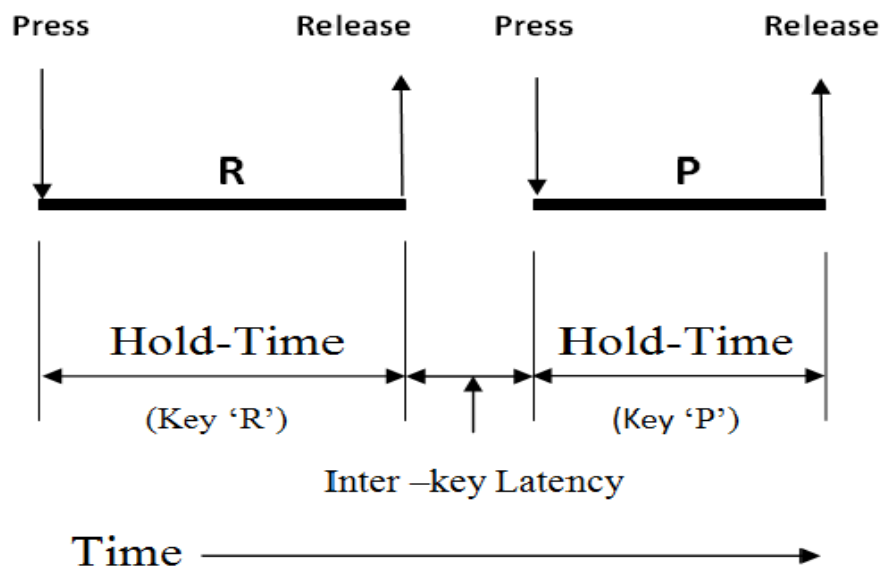 Press Release Press Release
R P
Hold-Time Hold-Time
(Key ‘R’) (Key ‘P’)
Inter –key Latency
Time